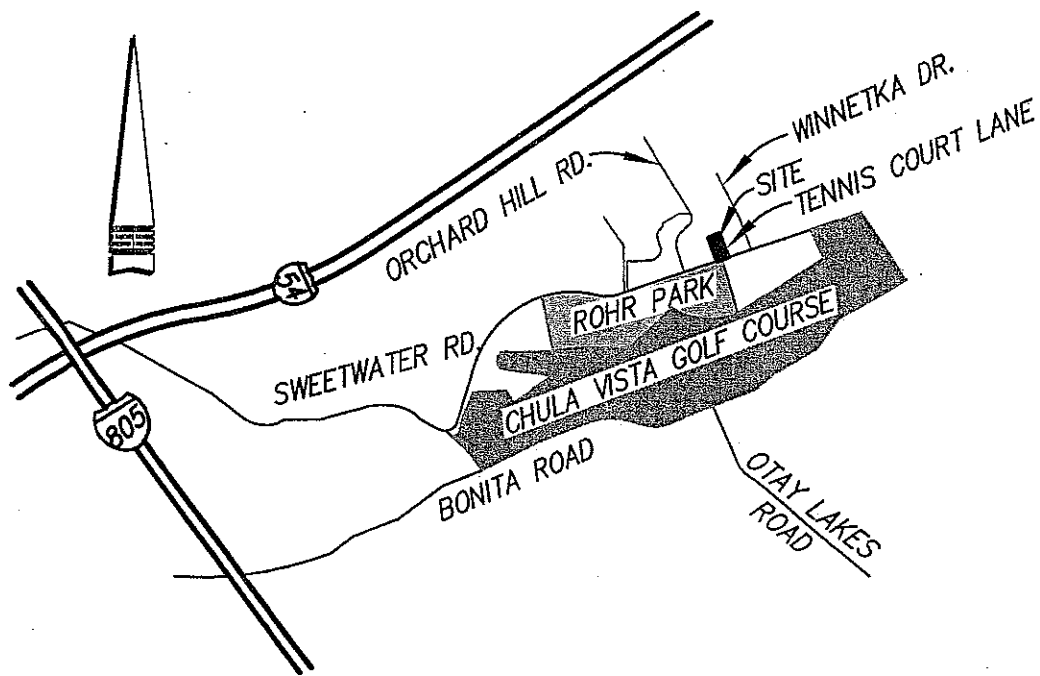 WINNETKA DR.
SITE
TENNIS COURT LANE
ORCHARD HILL RD.
54
ROHR PARK
SWEETWATER RD.
CHULA VISTA GOLF COURSE
805
BONITA ROAD
OTAY LAKES
ROAD